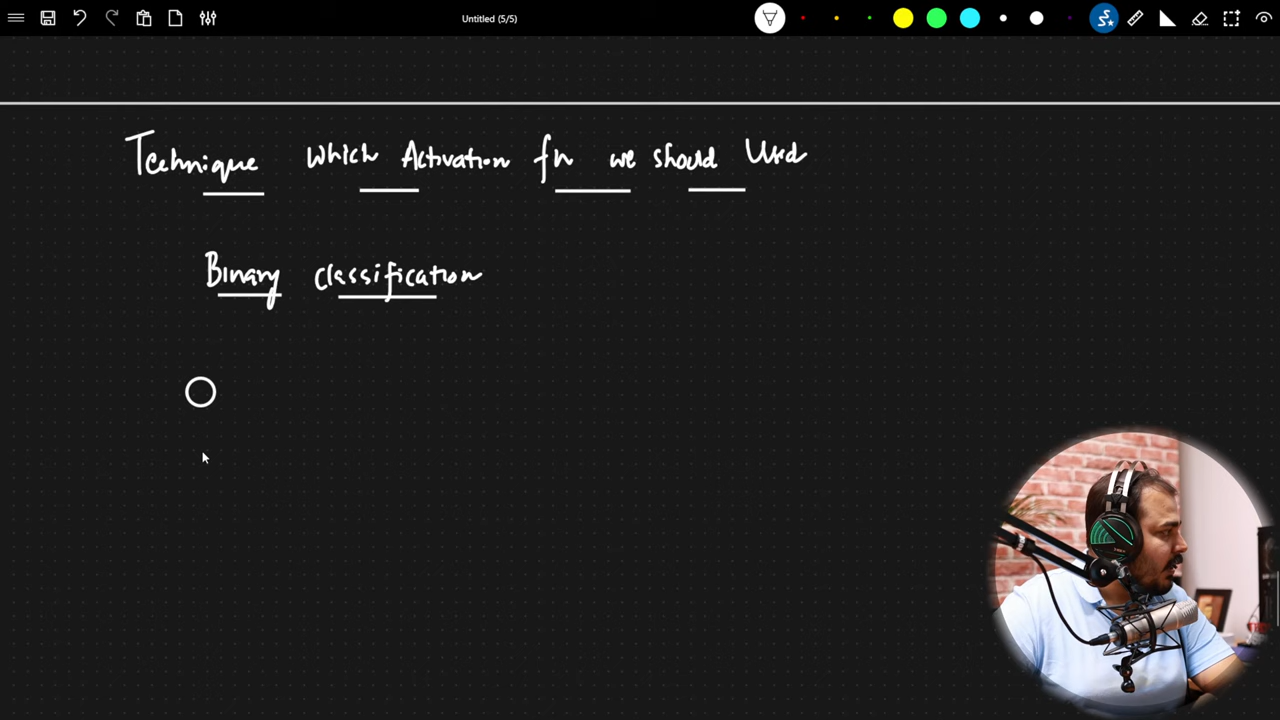 Untitled (5/5)
Technique Which Activation fn we should Used
Binary classification